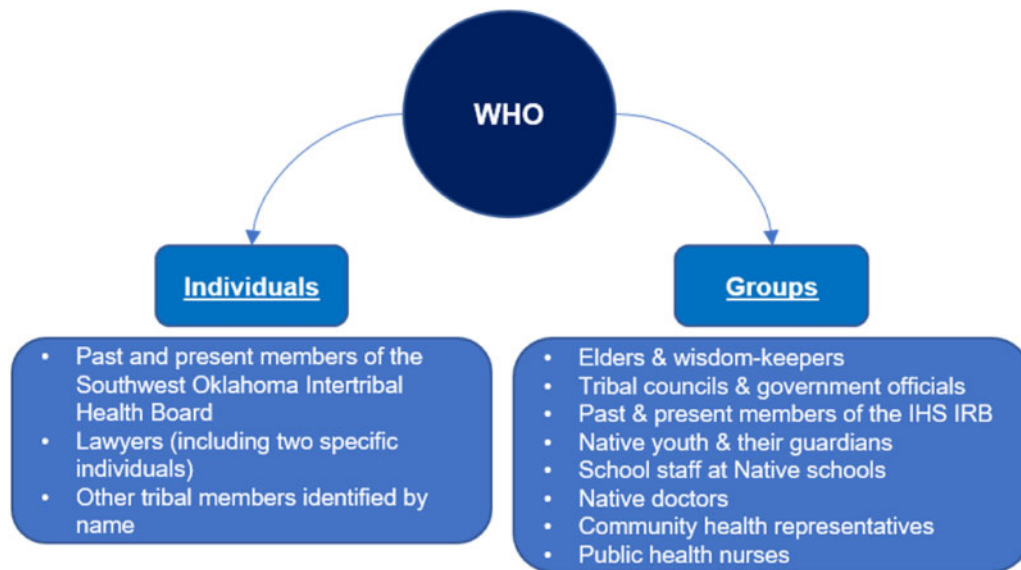 WHO
Individuals
• Past and present members of the
Southwest Oklahoma Intertribal
Health Board
• Lawyers (including two specific
individuals)
• Other tribal members identified by
name
Groups
• Elders & wisdom-keepers
• Tribal councils & government officials
• Past & present members of the IHS IRB
• Native youth & their guardians
• School staff at Native schools
• Native doctors
• Community health representatives
• Public health nurses